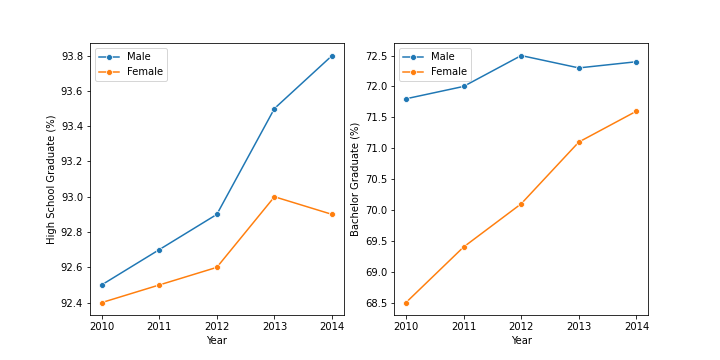 Male
Female
93.8
93.6
93.4
93.2
93.0
92.8
92.6
92.4
High School Graduate (%)
2010 2011 2012 2013 2014
Year
Male
Female
72.5
72.0
71.5
71.0
70.5
70.0
69.5
69.0
68.5
Bachelor Graduate (%)
2010 2011 2012 2013 2014
Year